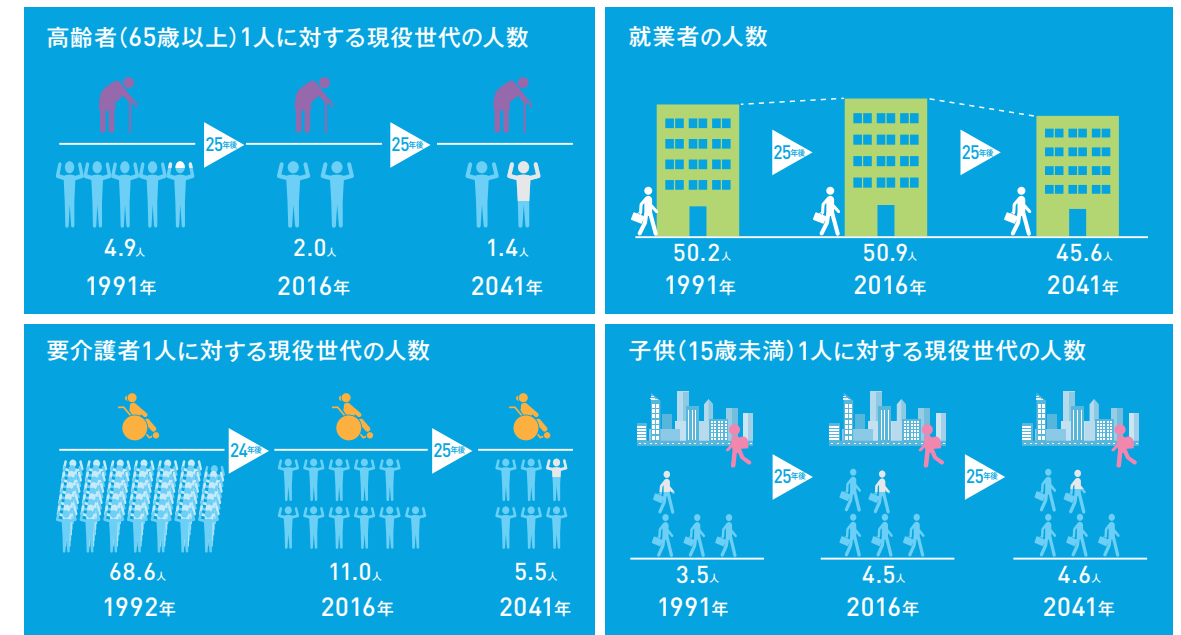 高齢者（65歳以上）1人に対する現役世代の人数
25年後
25年後
4.9人
2.0人
1.4人
1991年
2016年
2041年
就業者の人数
25年後
25年後
50.2人
50.9人
45.6人
1991年
2016年
2041年
要介護者1人に対する現役世代の人数
24年後
25年後
68.6人
11.0人
5.5人
1992年
2016年
2041年
子供（15歳未満）1人に対する現役世代の人数
25年後
25年後
3.5人
4.5人
4.6人
1991年
2016年
2041年